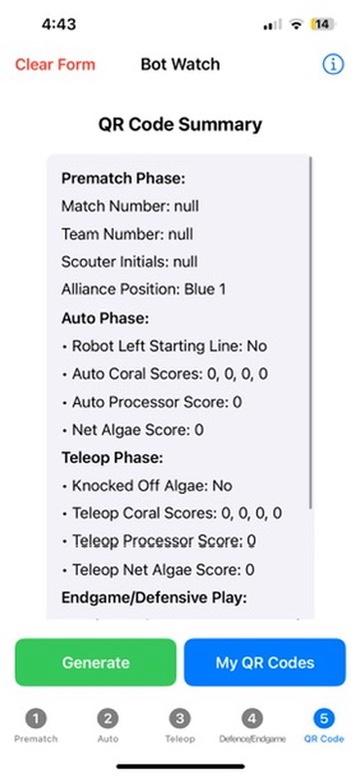 4:43
14
Clear Form
Bot Watch
QR Code Summary
Prematch Phase:
Match Number: null
Team Number: null
Scouter Initials: null
Alliance Position: Blue 1
Auto Phase:
• Robot Left Starting Line: No
• Auto Coral Scores: 0, 0, 0, 0
• Auto Processor Score: 0
• Net Algae Score: 0
Teleop Phase:
• Knocked Off Algae: No
• Teleop Coral Scores: 0, 0, 0, 0
• Teleop Processor Score: 0
• Teleop Net Algae Score: 0
Endgame/Defensive Play:
Generate
My QR Codes
1
2
3
4
5
Prematch
Auto
Teleop
Defence/Endgame
QR Code